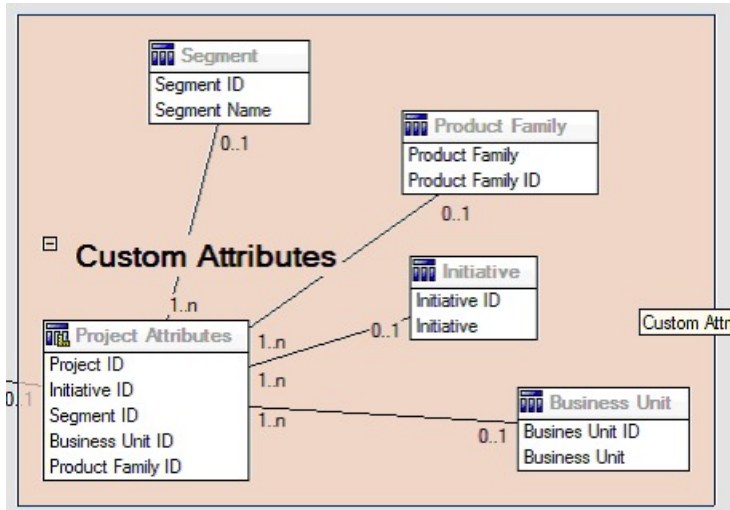 Segment
Segment ID
Segment Name
0..1
Product Family
Product Family
Product Family ID
0..1
Custom Attributes
Initiative
Initiative ID
Initiative
0..1
Custom Attr
1..n
Project Attributes
Project ID
Initiative ID
Segment ID
Business Unit ID
Product Family ID
1..n
1..n
1..n
0..1
Business Unit
Busines Unit ID
Business Unit
0..1